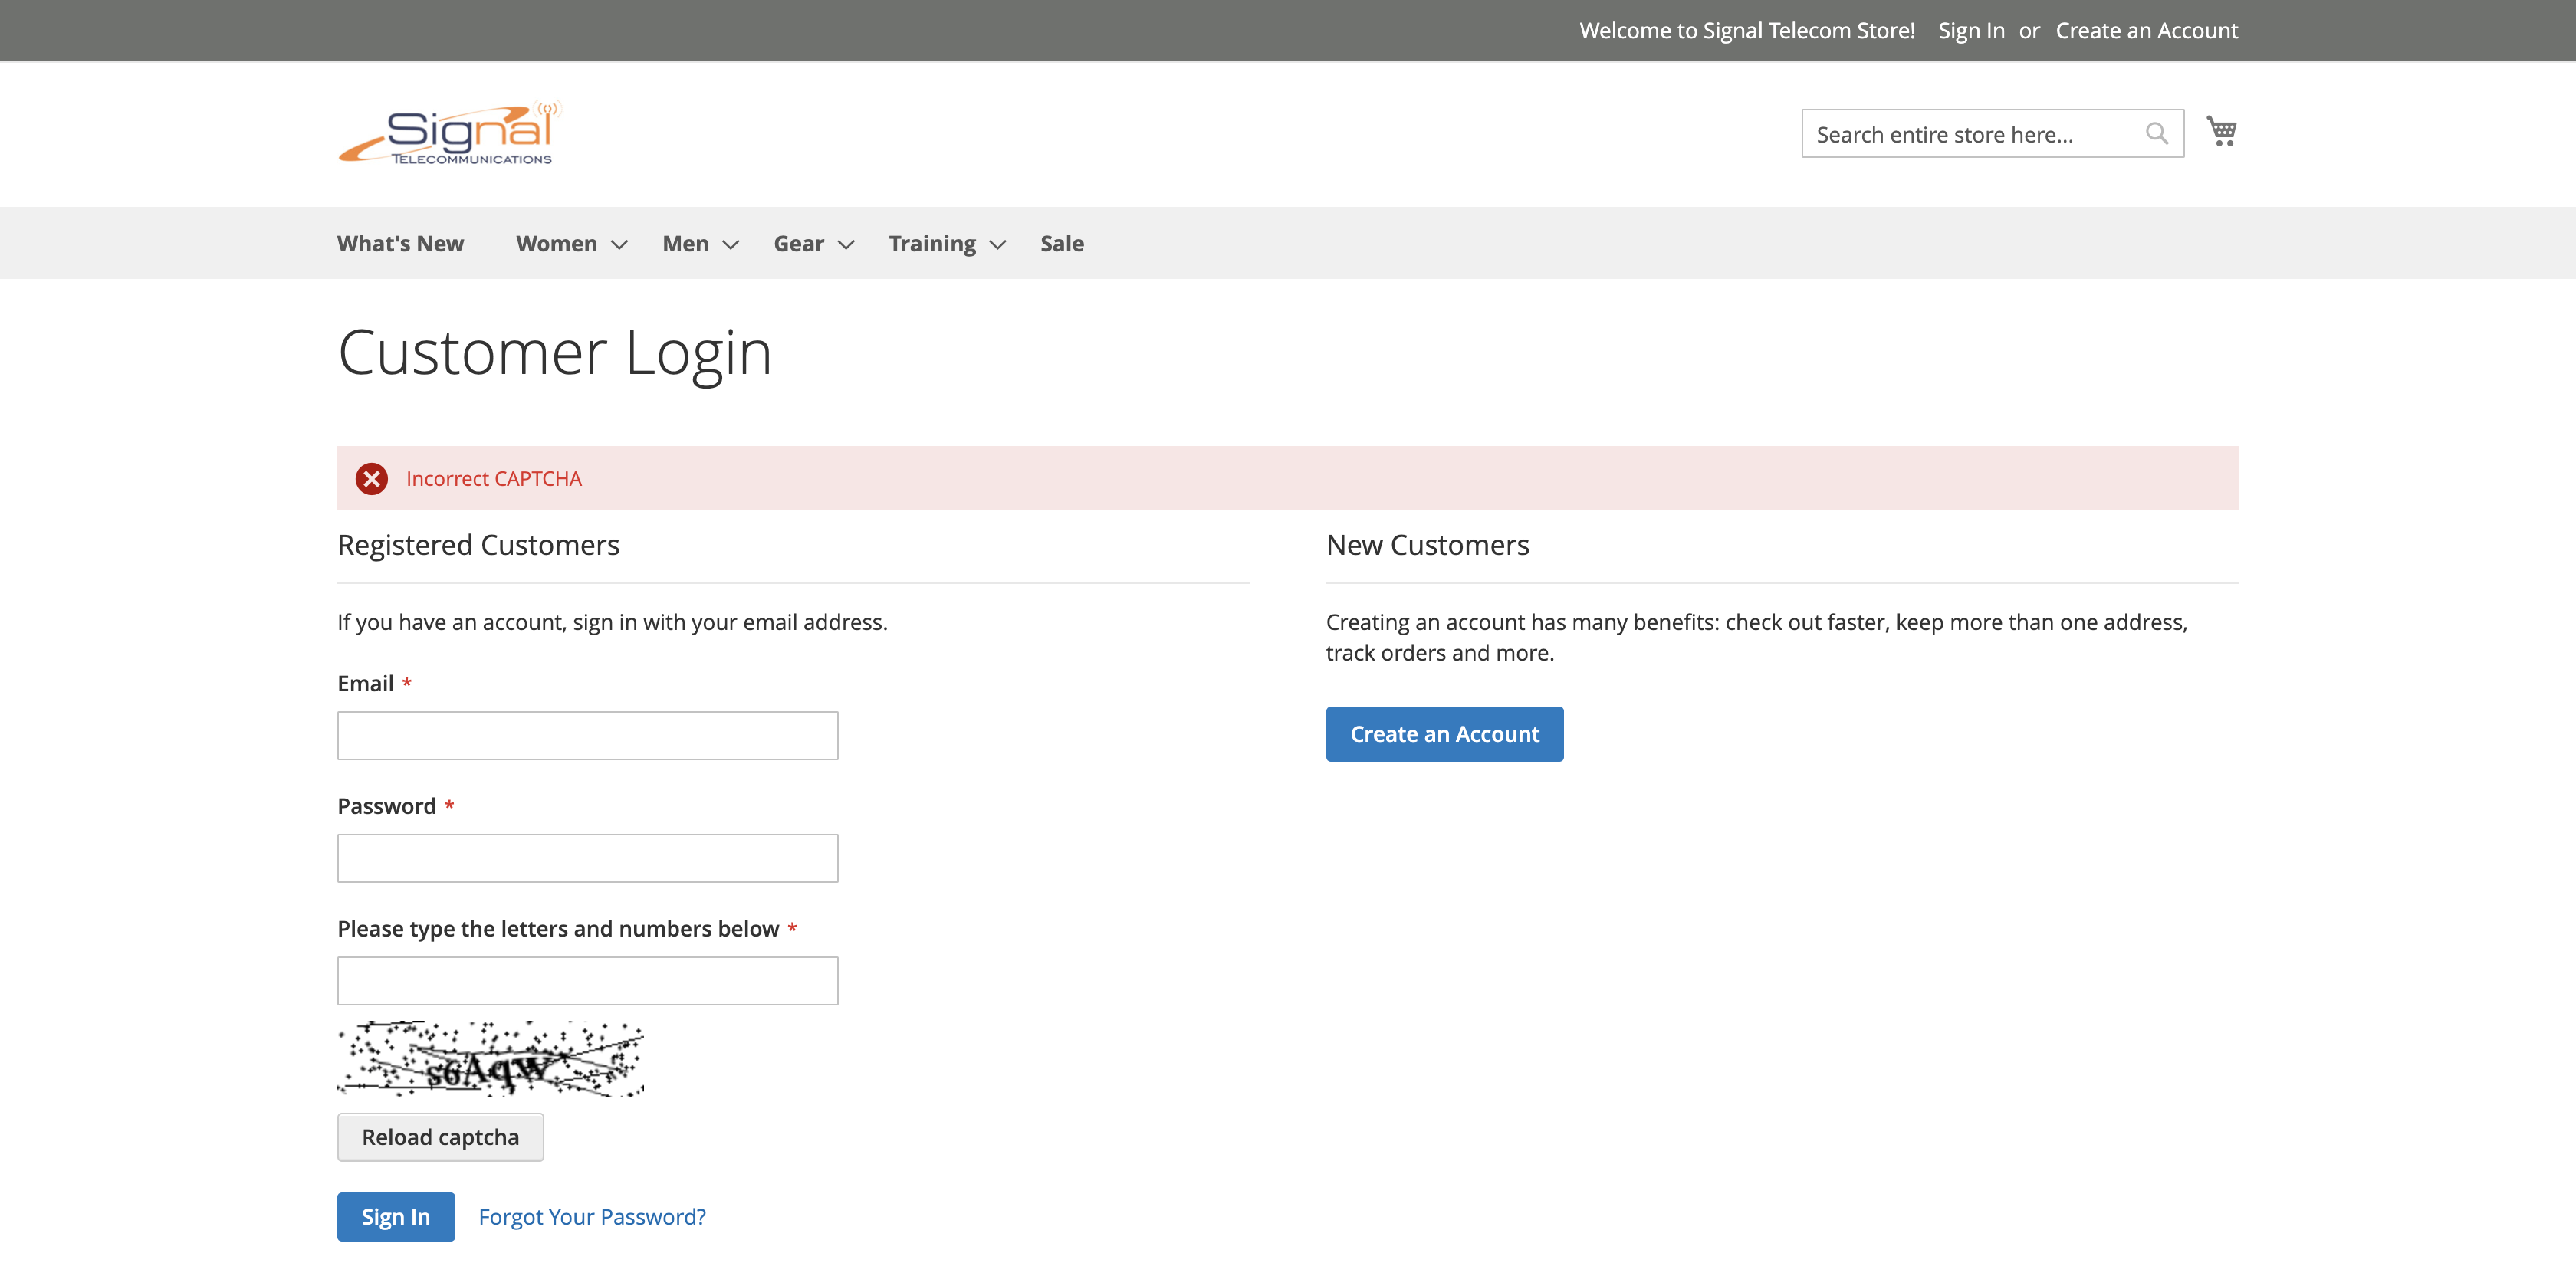 Welcome to Signal Telecom Store! Sign In or Create an Account
Signal
TELECOMMUNICATIONS
Search entire store here...
What's New Women Men Gear Training Sale
Customer Login
Incorrect CAPTCHA
Registered Customers
If you have an account, sign in with your email address.
Email *
Password *
Please type the letters and numbers below *
s6AqW
Reload captcha
Sign In Forgot Your Password?
New Customers
Creating an account has many benefits: check out faster, keep more than one address,
track orders and more.
Create an Account